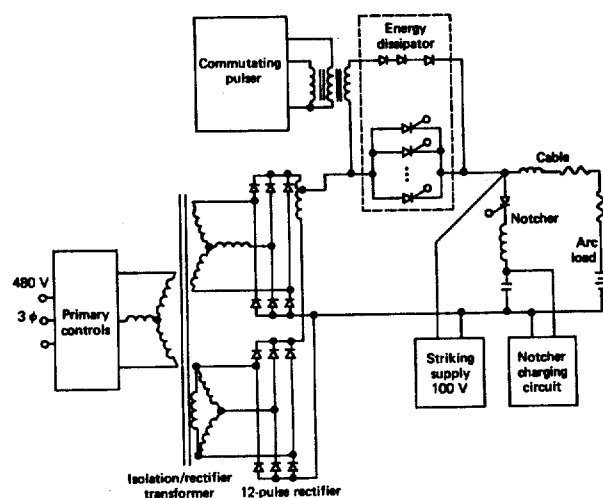 Commutating
pulser
Energy
dissipator
Cable
Notcher
Arc
load
480 V
3 ϕ
Primary
controls
Striking
supply
100 V
Notcher
charging
circuit
Isolation/rectifier
transformer
12-pulse rectifier